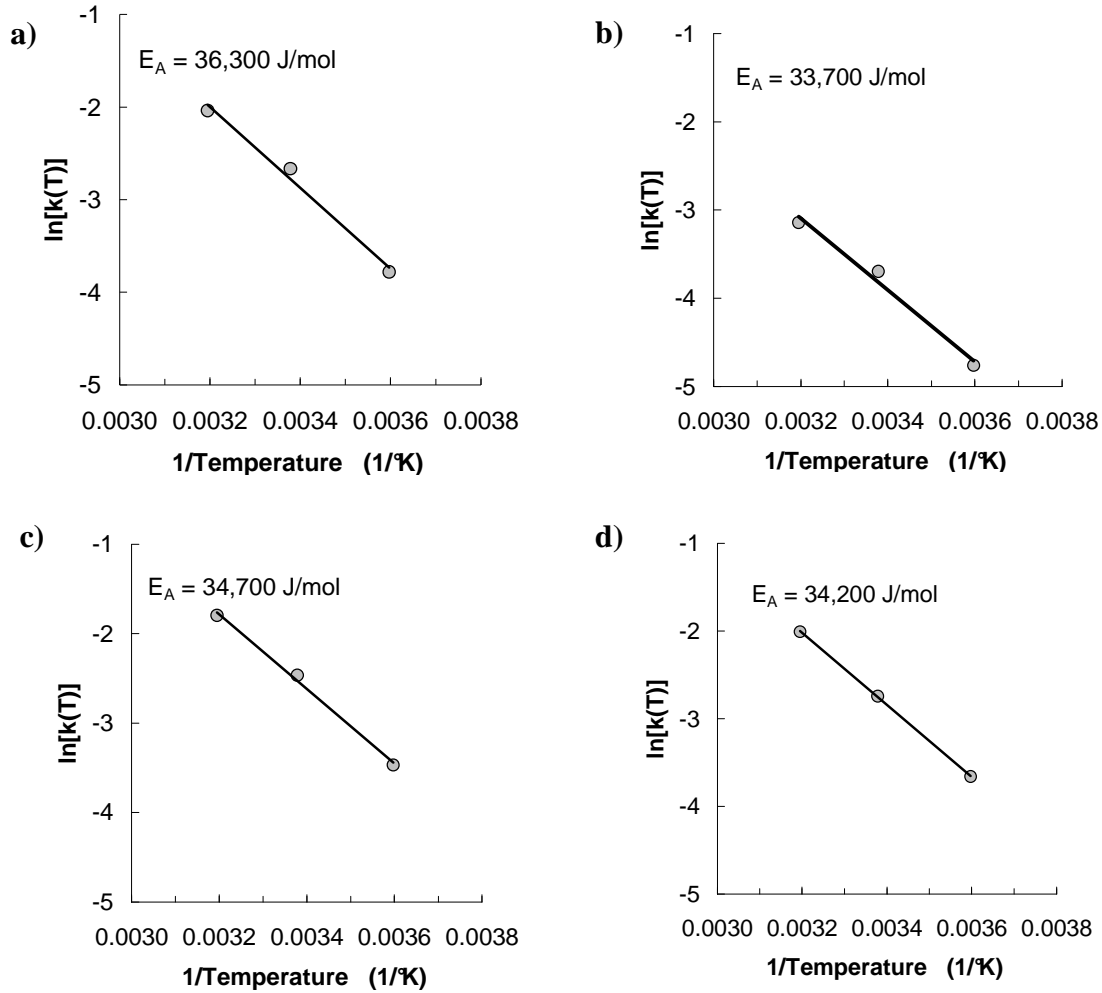 a)
E_A = 36,300 J/mol
-1
-2
-3
-4
-5
ln[k(T)]
0.0030 0.0032 0.0034 0.0036 0.0038
1/Temperature (1/°K)
b)
E_A = 33,700 J/mol
-1
-2
-3
-4
-5
ln[k(T)]
0.0030 0.0032 0.0034 0.0036 0.0038
1/Temperature (1/°K)
c)
E_A = 34,700 J/mol
-1
-2
-3
-4
-5
ln[k(T)]
0.0030 0.0032 0.0034 0.0036 0.0038
1/Temperature (1/°K)
d)
E_A = 34,200 J/mol
-1
-2
-3
-4
-5
ln[k(T)]
0.0030 0.0032 0.0034 0.0036 0.0038
1/Temperature (1/°K)